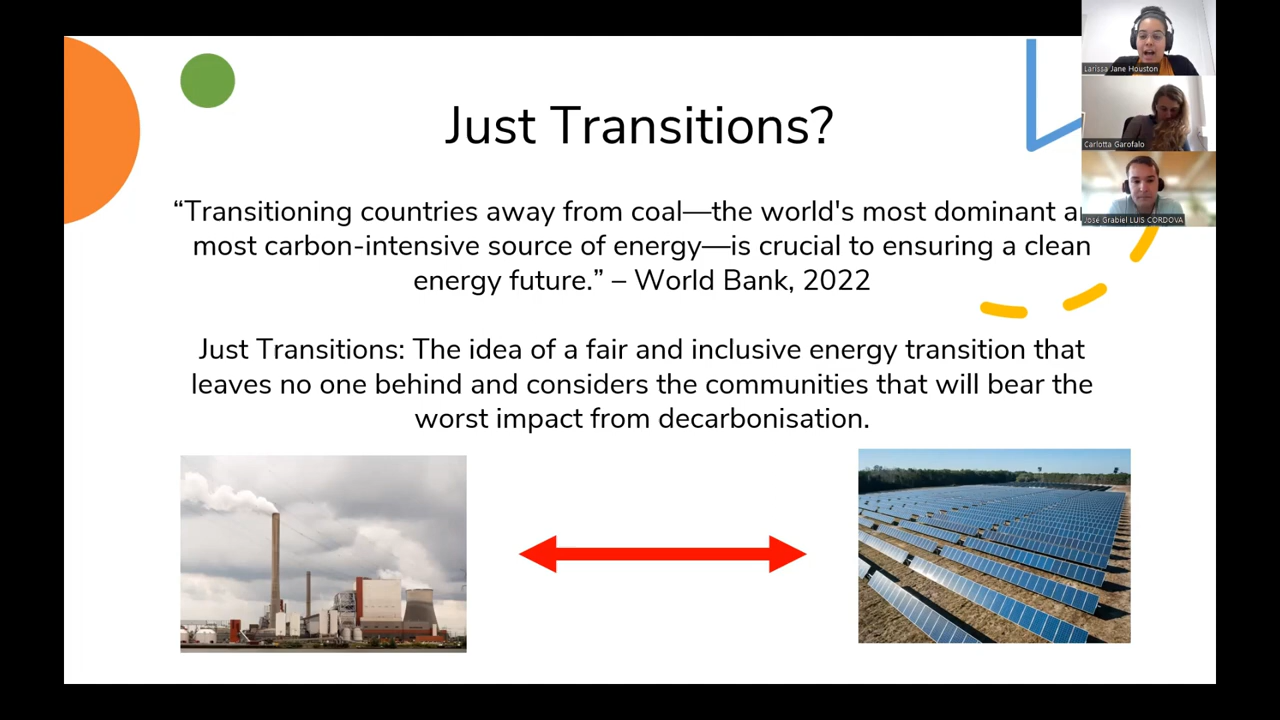 Just Transitions?
“Transitioning countries away from coal—the world's most dominant
most carbon-intensive source of energy—is crucial to ensuring a clean
energy future.” – World Bank, 2022
Just Transitions: The idea of a fair and inclusive energy transition that
leaves no one behind and considers the communities that will bear the
worst impact from decarbonisation.
Larissa Jane Houston
Carlotta Garofalo
José Grabiel LUIS CORDOVA